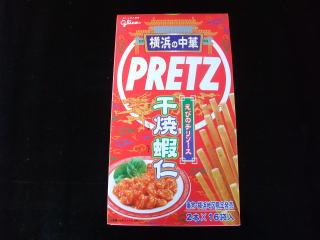 Glico
横浜の中華
PRETZ
えびのチリソース
干焼蝦仁
2本×16袋入